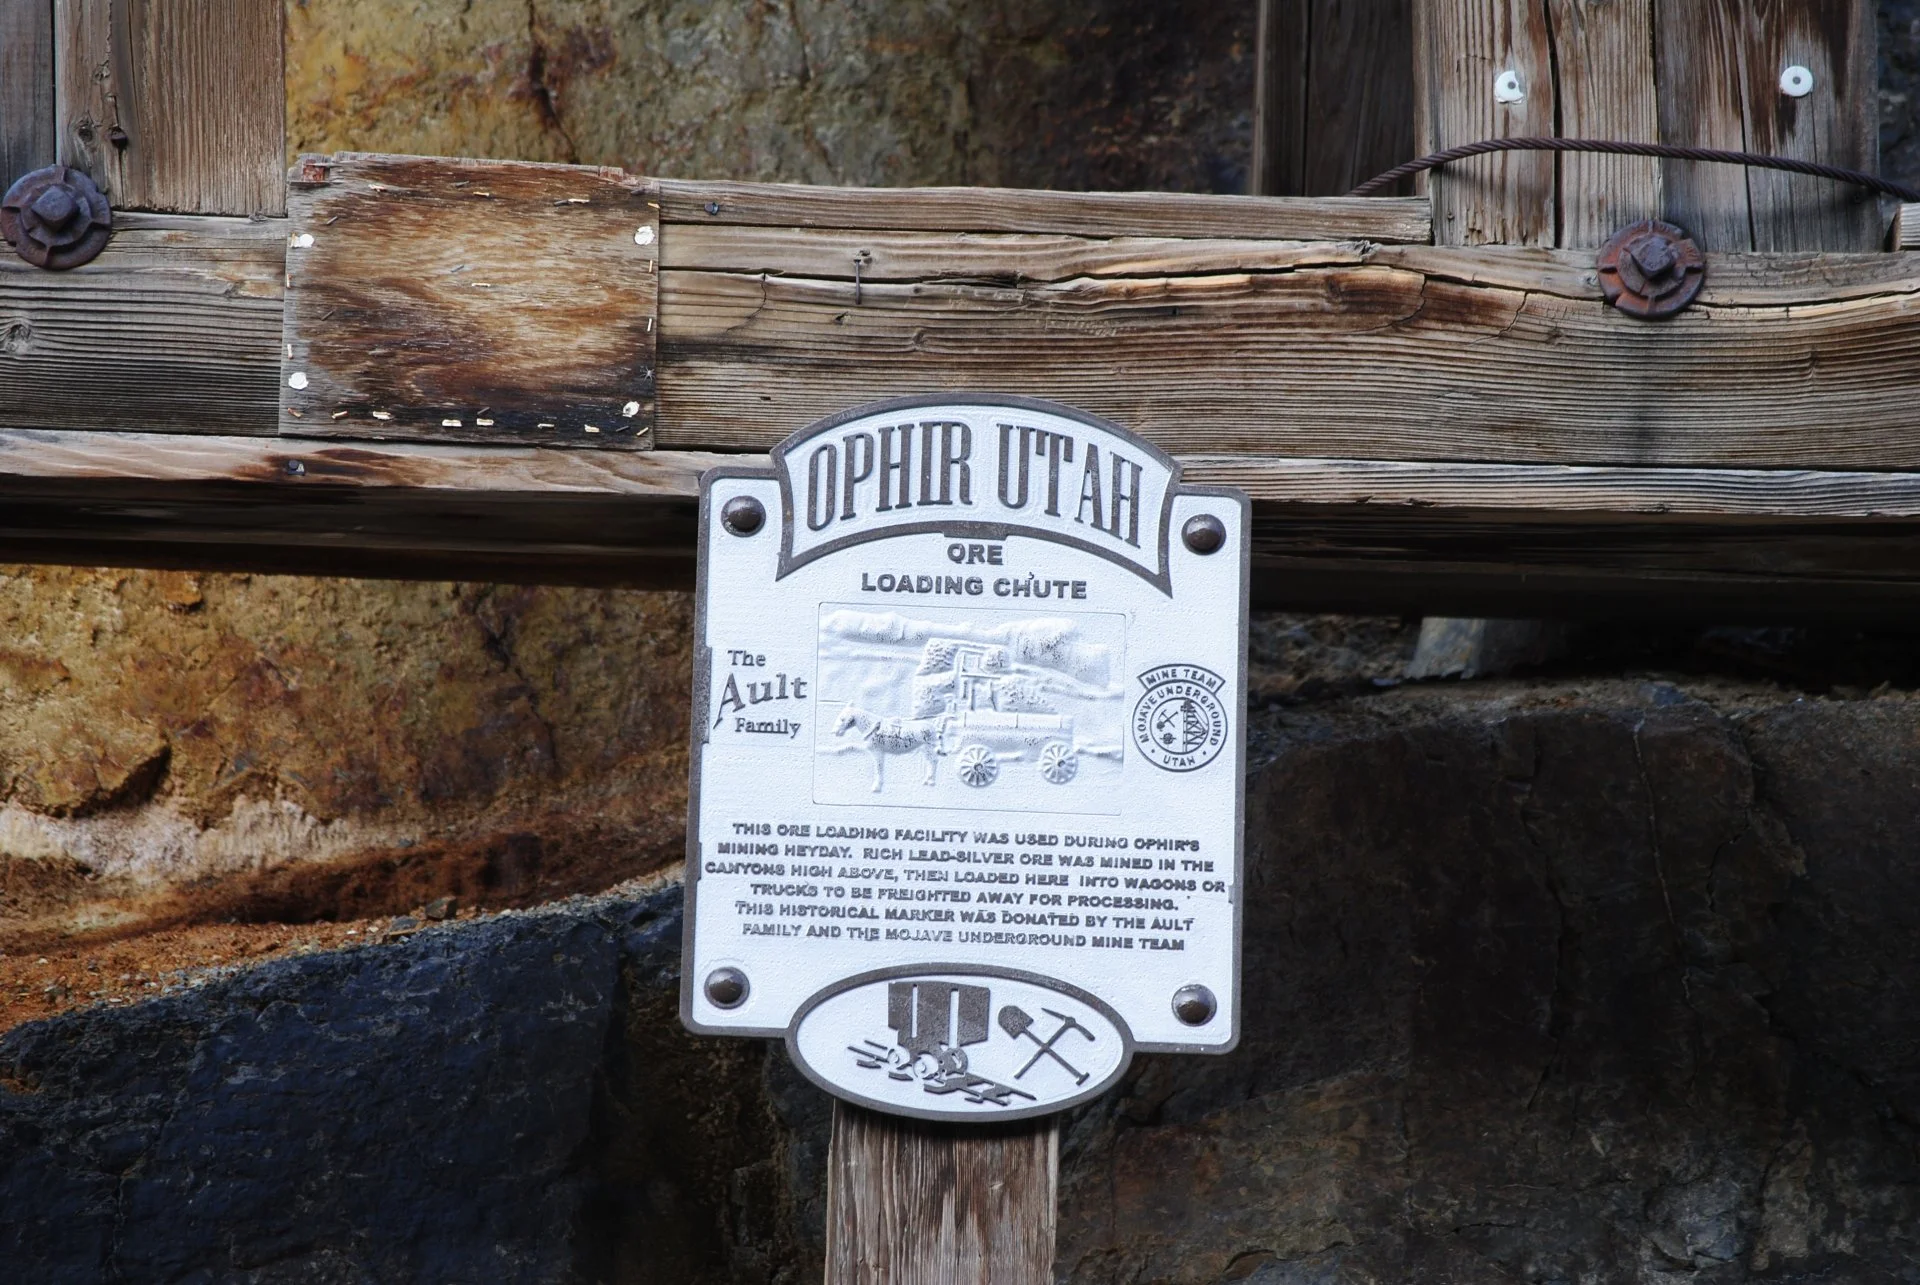 OPHIR UTAH
ORE
LOADING CHUTE
The
Ault
Family
MINE TEAM
MOJAVE UNDERGROUND
UTAH
THIS ORE LOADING FACILITY WAS USED DURING OPHIR'S
MINING HEYDAY. RICH LEAD-SILVER ORE WAS MINED IN THE
CANYONS HIGH ABOVE, THEN LOADED HERE INTO WAGONS OR
TRUCKS TO BE FREIGHTED AWAY FOR PROCESSING.
THIS HISTORICAL MARKER WAS DONATED BY THE AULT
FAMILY AND THE MOJAVE UNDERGROUND MINE TEAM